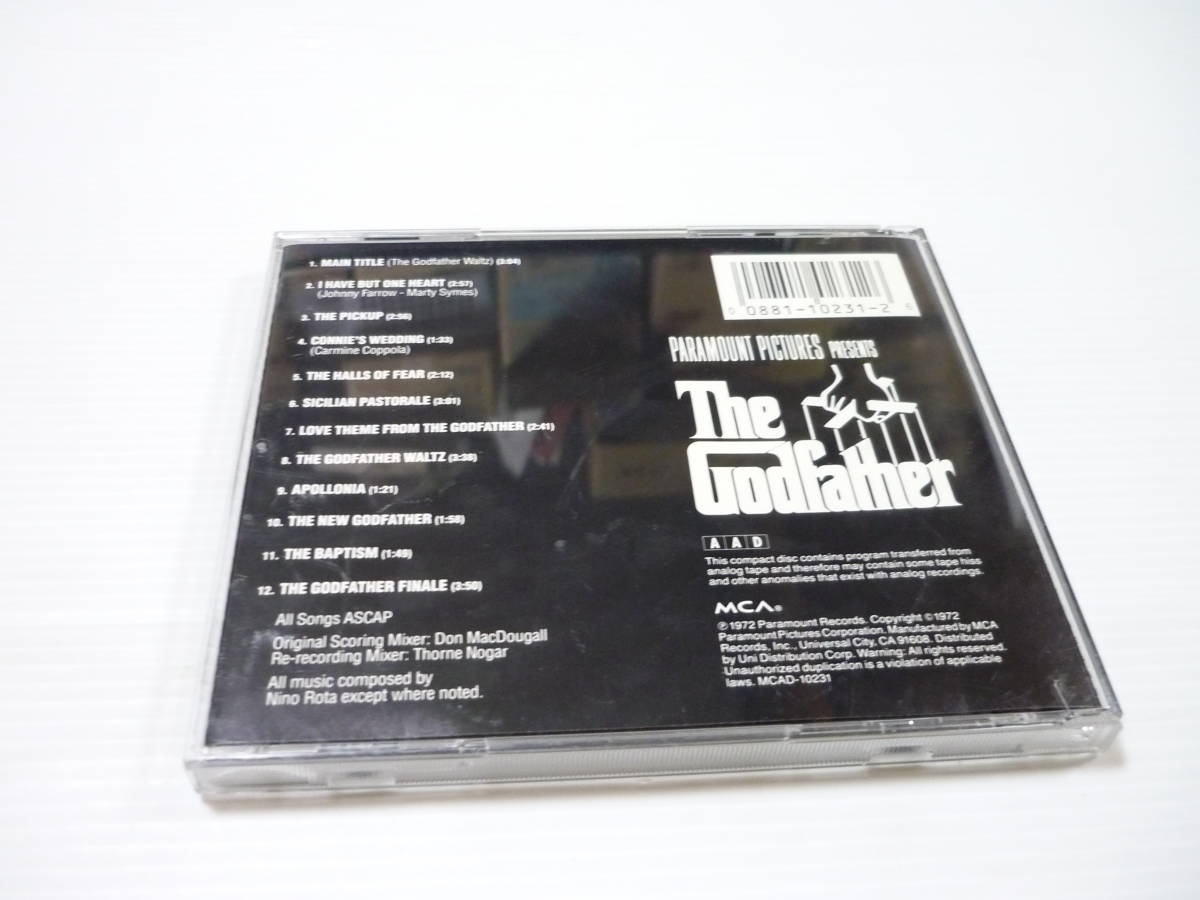 1. MAIN TITLE (The Godfather Waltz) (3:04)
2. I HAVE BUT ONE HEART (2:57)
(Johnny Farrow - Marty Symes)
3. THE PICKUP (2:56)
4. CONNIE'S WEDDING (1:33)
(Carmine Coppola)
5. THE HALLS OF FEAR (2:12)
6. SICILIAN PASTORALE (3:01)
7. LOVE THEME FROM THE GODFATHER (2:41)
8. THE GODFATHER WALTZ (3:38)
9. APOLLONIA (1:21)
10. THE NEW GODFATHER (1:58)
11. THE BAPTISM (1:49)
12. THE GODFATHER FINALE (3:50)
All Songs ASCAP
Original Scoring Mixer: Don MacDougall
Re-recording Mixer: Thorne Nogar
All music composed by
Nino Rota except where noted.
0 0881-10231-2 6
PARAMOUNT PICTURES PRESENTS
The
Godfather
A A D
This compact disc contains program transferred from
analog tape and therefore may contain some tape hiss
and other anomalies that exist with analog recordings.
MCA®
℗1972 Paramount Records. Copyright ©1972
Paramount Pictures Corporation. Manufactured by MCA
Records, Inc., Universal City, CA 91608. Distributed
by Uni Distribution Corp. Warning: All rights reserved.
Unauthorized duplication is a violation of applicable
laws. MCAD-10231